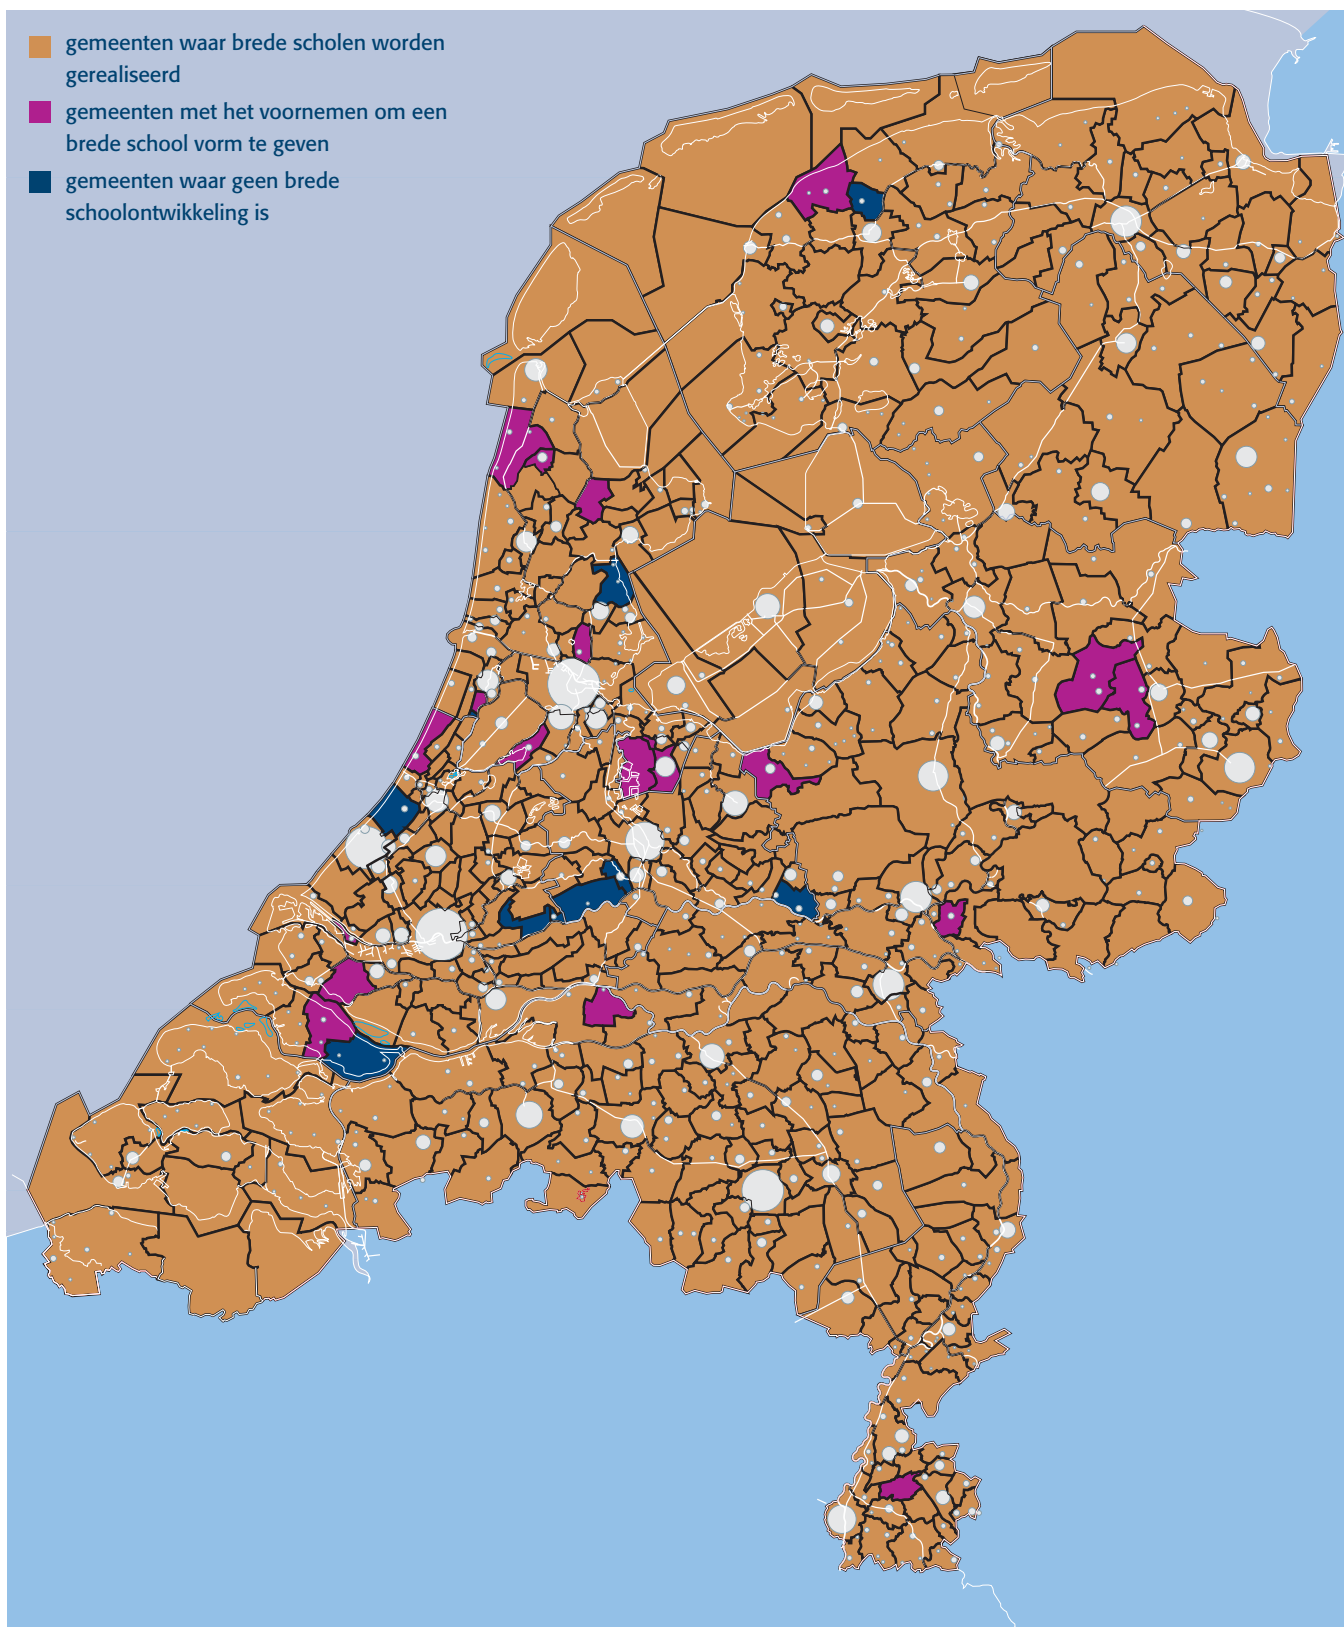 gemeenten waar brede scholen worden
gerealiseerd
gemeenten met het voornemen om een
brede school vorm te geven
gemeenten waar geen brede
schoolontwikkeling is